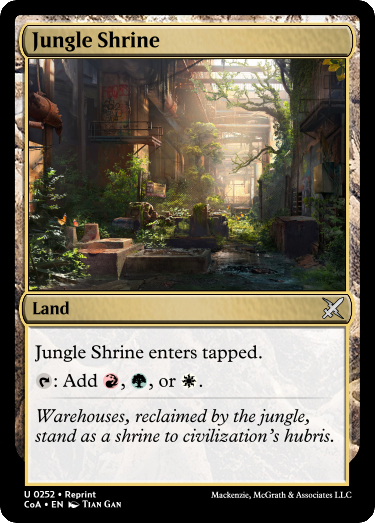 Jungle Shrine
Land
Jungle Shrine enters tapped.
: Add , , or .
Warehouses, reclaimed by the jungle,
stand as a shrine to civilization's hubris.
U 0252 • Reprint
CoA • EN Tian Gan
Mackenzie, McGrath & Associates LLC